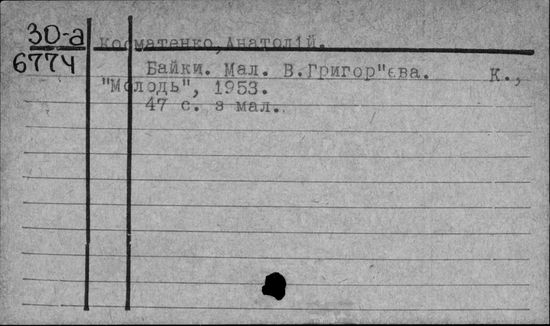 30-а
6774
Косматенко,Анатолій.
Байки. Мал. В.Григор"єва. К.,
"Молодь", 1953.
47 с. з мал.